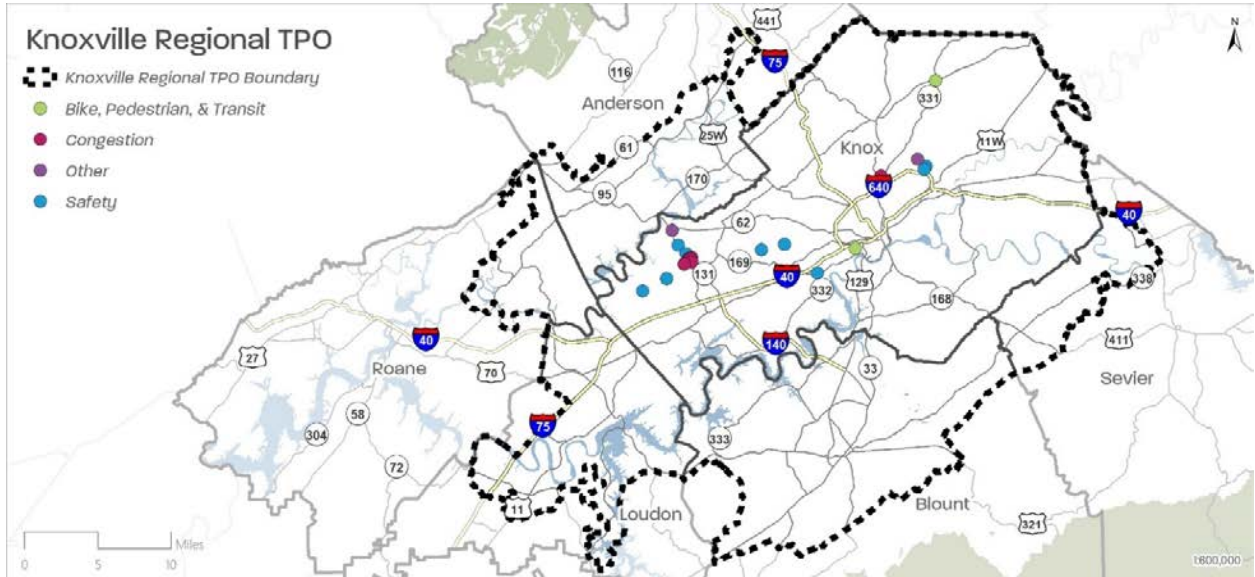 Knoxville Regional TPO
Knoxville Regional TPO Boundary
Bike, Pedestrian, & Transit
Congestion
Other
Safety
N
441
75
116
Anderson
331
25W
61
Knox
11W
170
640
95
62
40
169
131
40
332
129
338
168
40
140
411
27
70
Roane
33
Sevier
58
75
304
333
72
11
Loudon
Blount
321
Miles
0 5 10
1:600,000